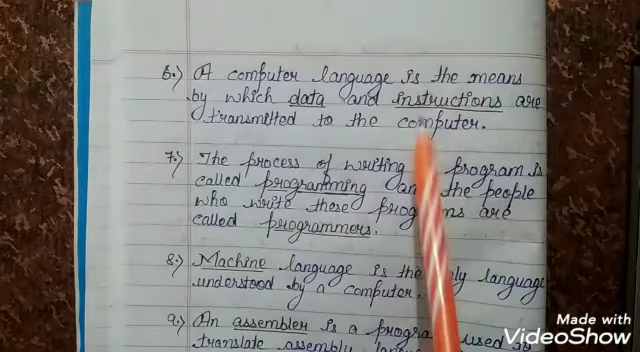 6.) A computer language is the means
by which data and instructions are
transmitted to the computer.
7.) The process of writing program is
called programming and the people
who write these are
called programmers.
8.) Machine language is the language
understood by a computer.
9.) An assembler is a used
translate assembly
Made with
VideoShow